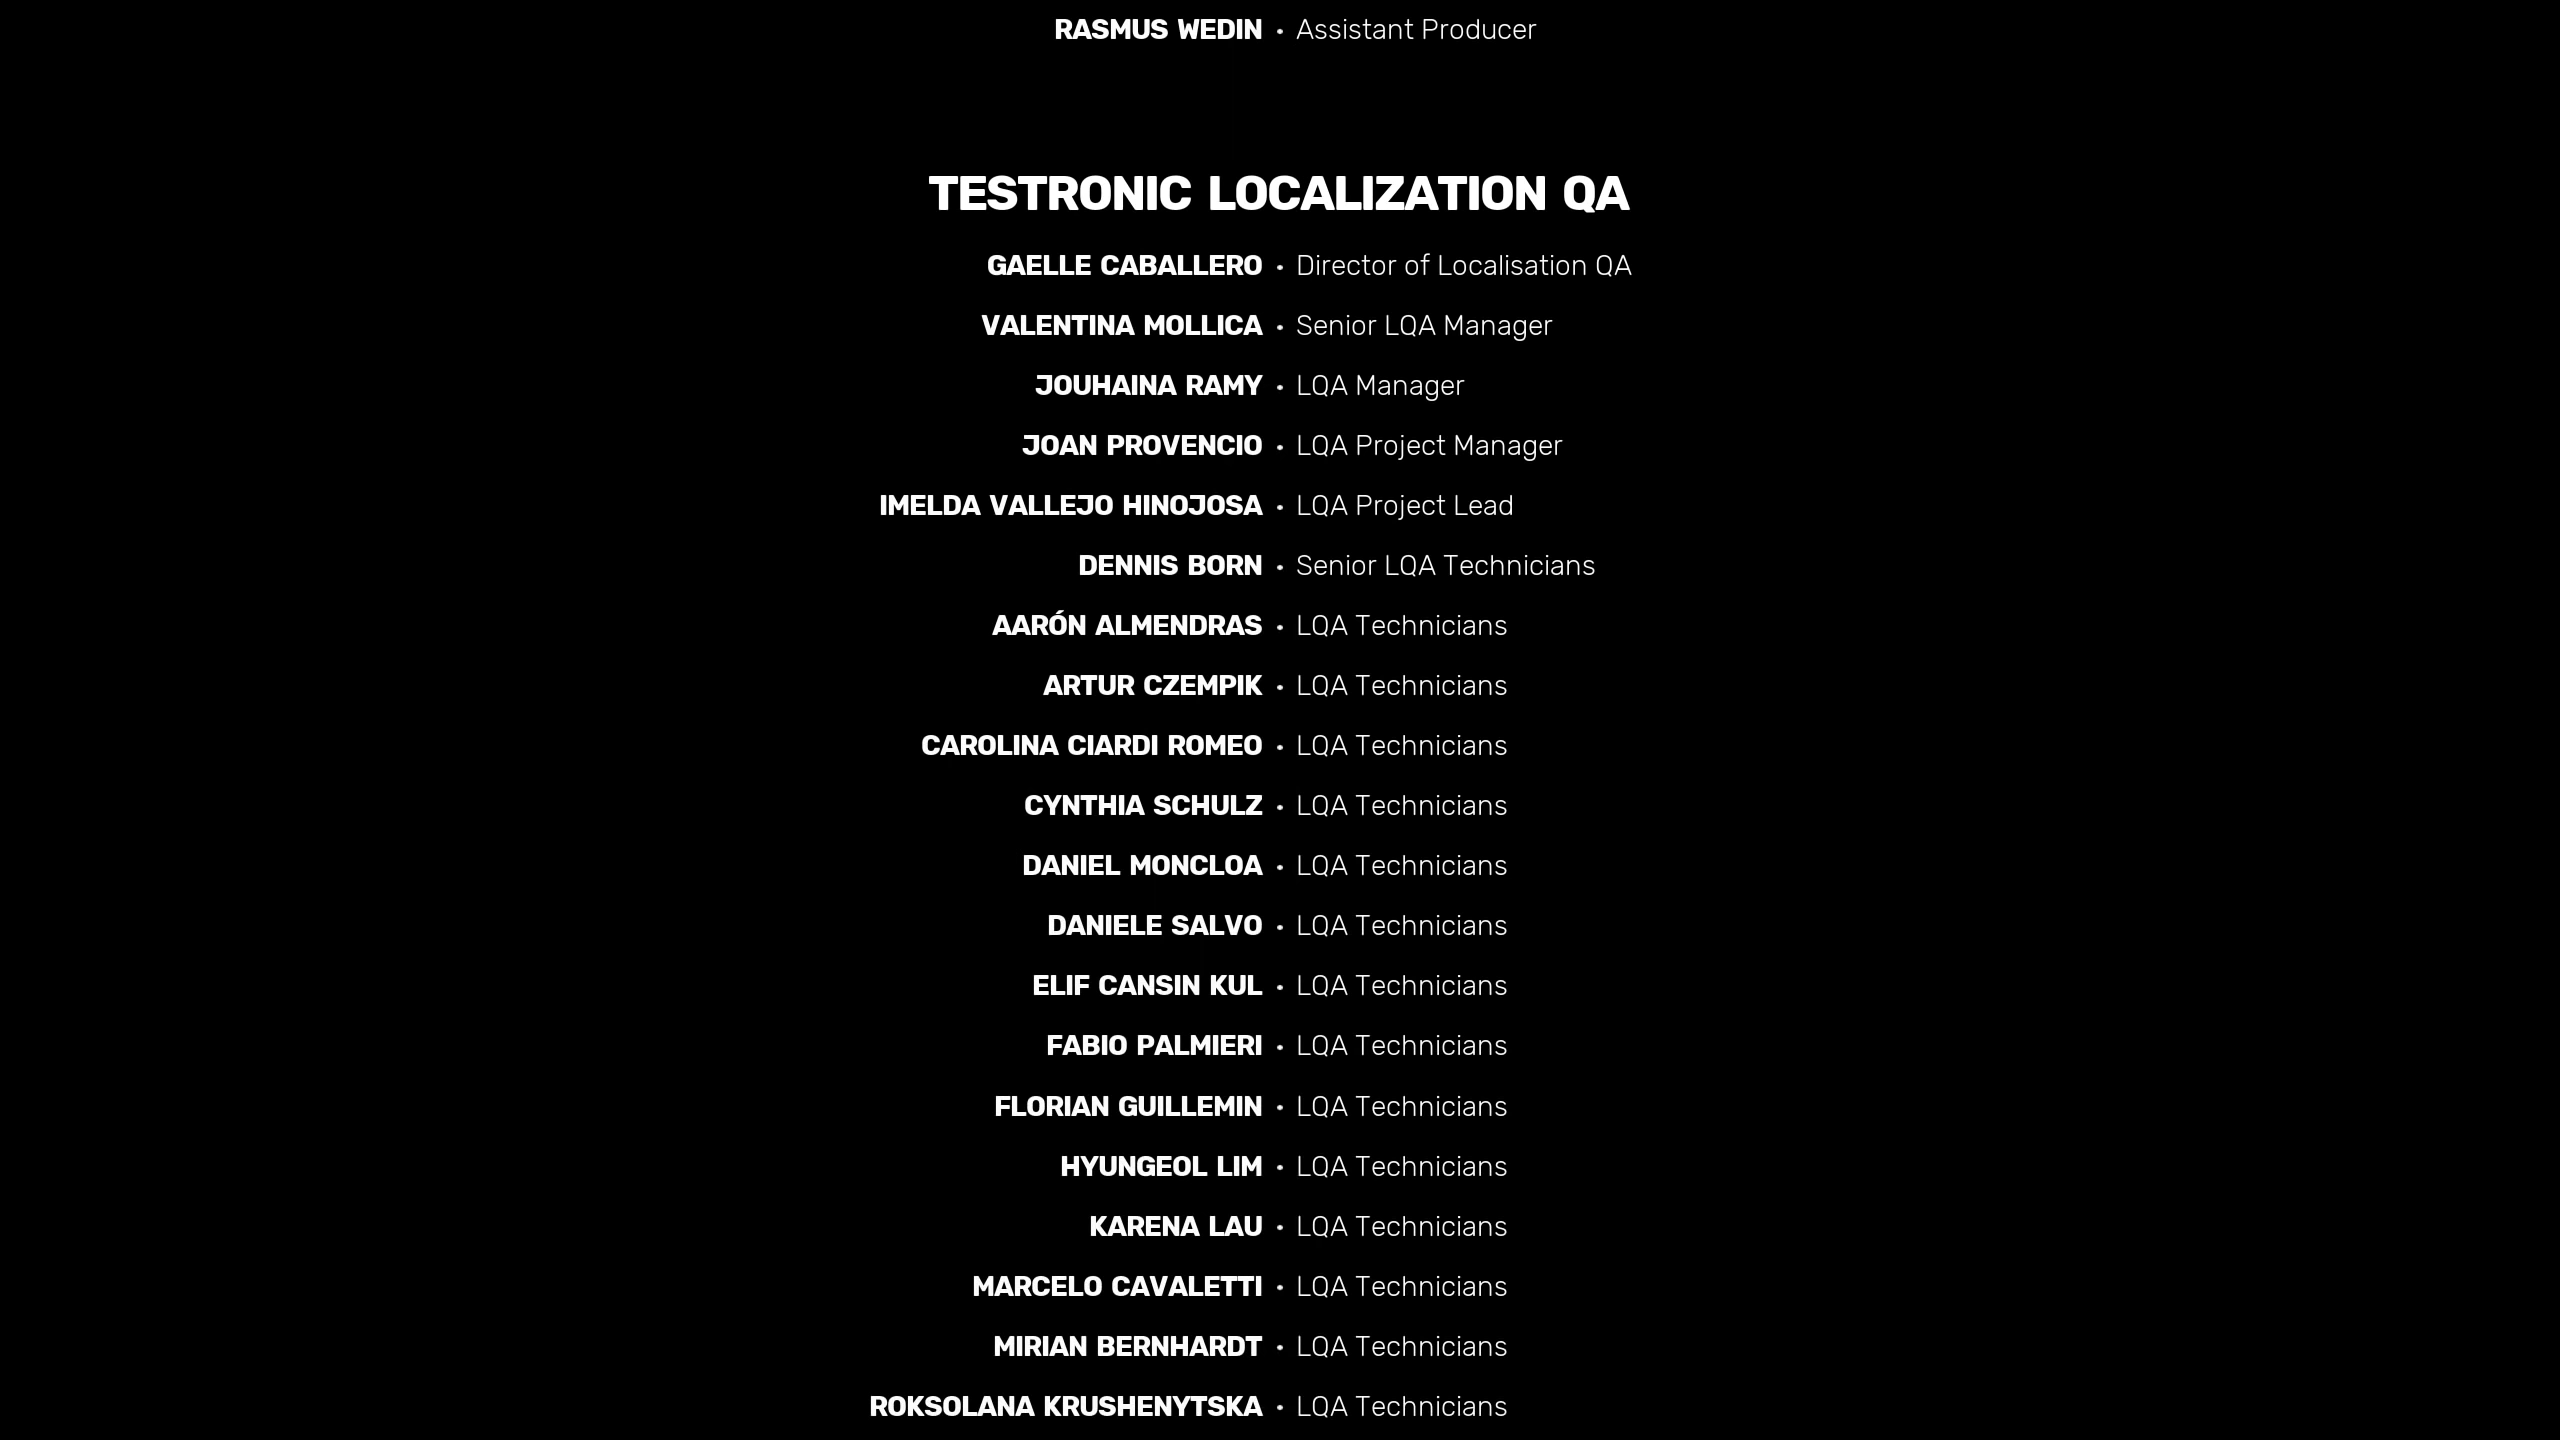 RASMUS WEDIN • Assistant Producer
TESTRONIC LOCALIZATION QA
GAELLE CABALLERO • Director of Localisation QA
VALENTINA MOLLICA • Senior LQA Manager
JOUHAINA RAMY • LQA Manager
JOAN PROVENCIO • LQA Project Manager
IMELDA VALLEJO HINOJOSA • LQA Project Lead
DENNIS BORN • Senior LQA Technicians
AARÓN ALMENDRAS • LQA Technicians
ARTUR CZEMPIK • LQA Technicians
CAROLINA CIARDI ROMEO • LQA Technicians
CYNTHIA SCHULZ • LQA Technicians
DANIEL MONCLOA • LQA Technicians
DANIELE SALVO • LQA Technicians
ELIF CANSIN KUL • LQA Technicians
FABIO PALMIERI • LQA Technicians
FLORIAN GUILLEMIN • LQA Technicians
HYUNGEOL LIM • LQA Technicians
KARENA LAU • LQA Technicians
MARCELO CAVALETTI • LQA Technicians
MIRIAN BERNHARDT • LQA Technicians
ROKSOLANA KRUSHENYTSKA • LQA Technicians